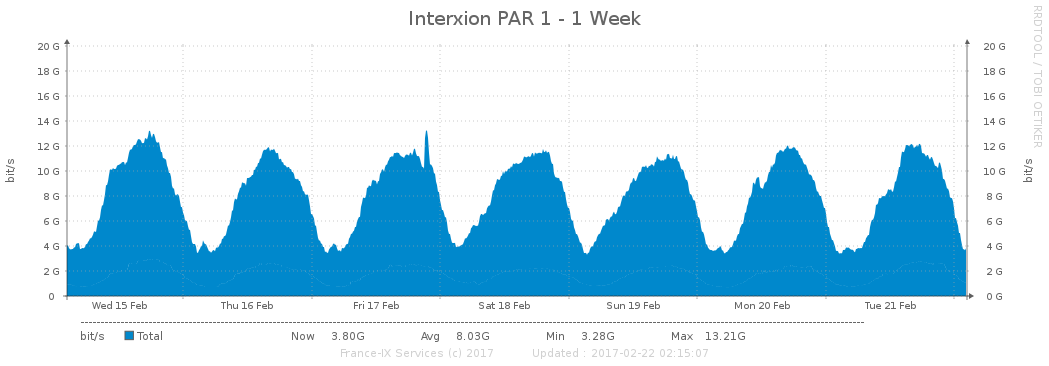 Interxion PAR 1 - 1 Week
RRDTOOL / TOBI OETIKER
20 G 20 G
18 G 18 G
16 G 16 G
14 G 14 G
12 G 12 G
10 G 10 G
8 G 8 G
6 G 6 G
4 G 4 G
2 G 2 G
0 0 G
bit/s
bit/s
Wed 15 Feb Thu 16 Feb Fri 17 Feb Sat 18 Feb Sun 19 Feb Mon 20 Feb Tue 21 Feb
bit/s Total Now 3.80G Avg 8.03G Min 3.28G Max 13.21G
France-IX Services (c) 2017 Updated : 2017-02-22 02:15:07